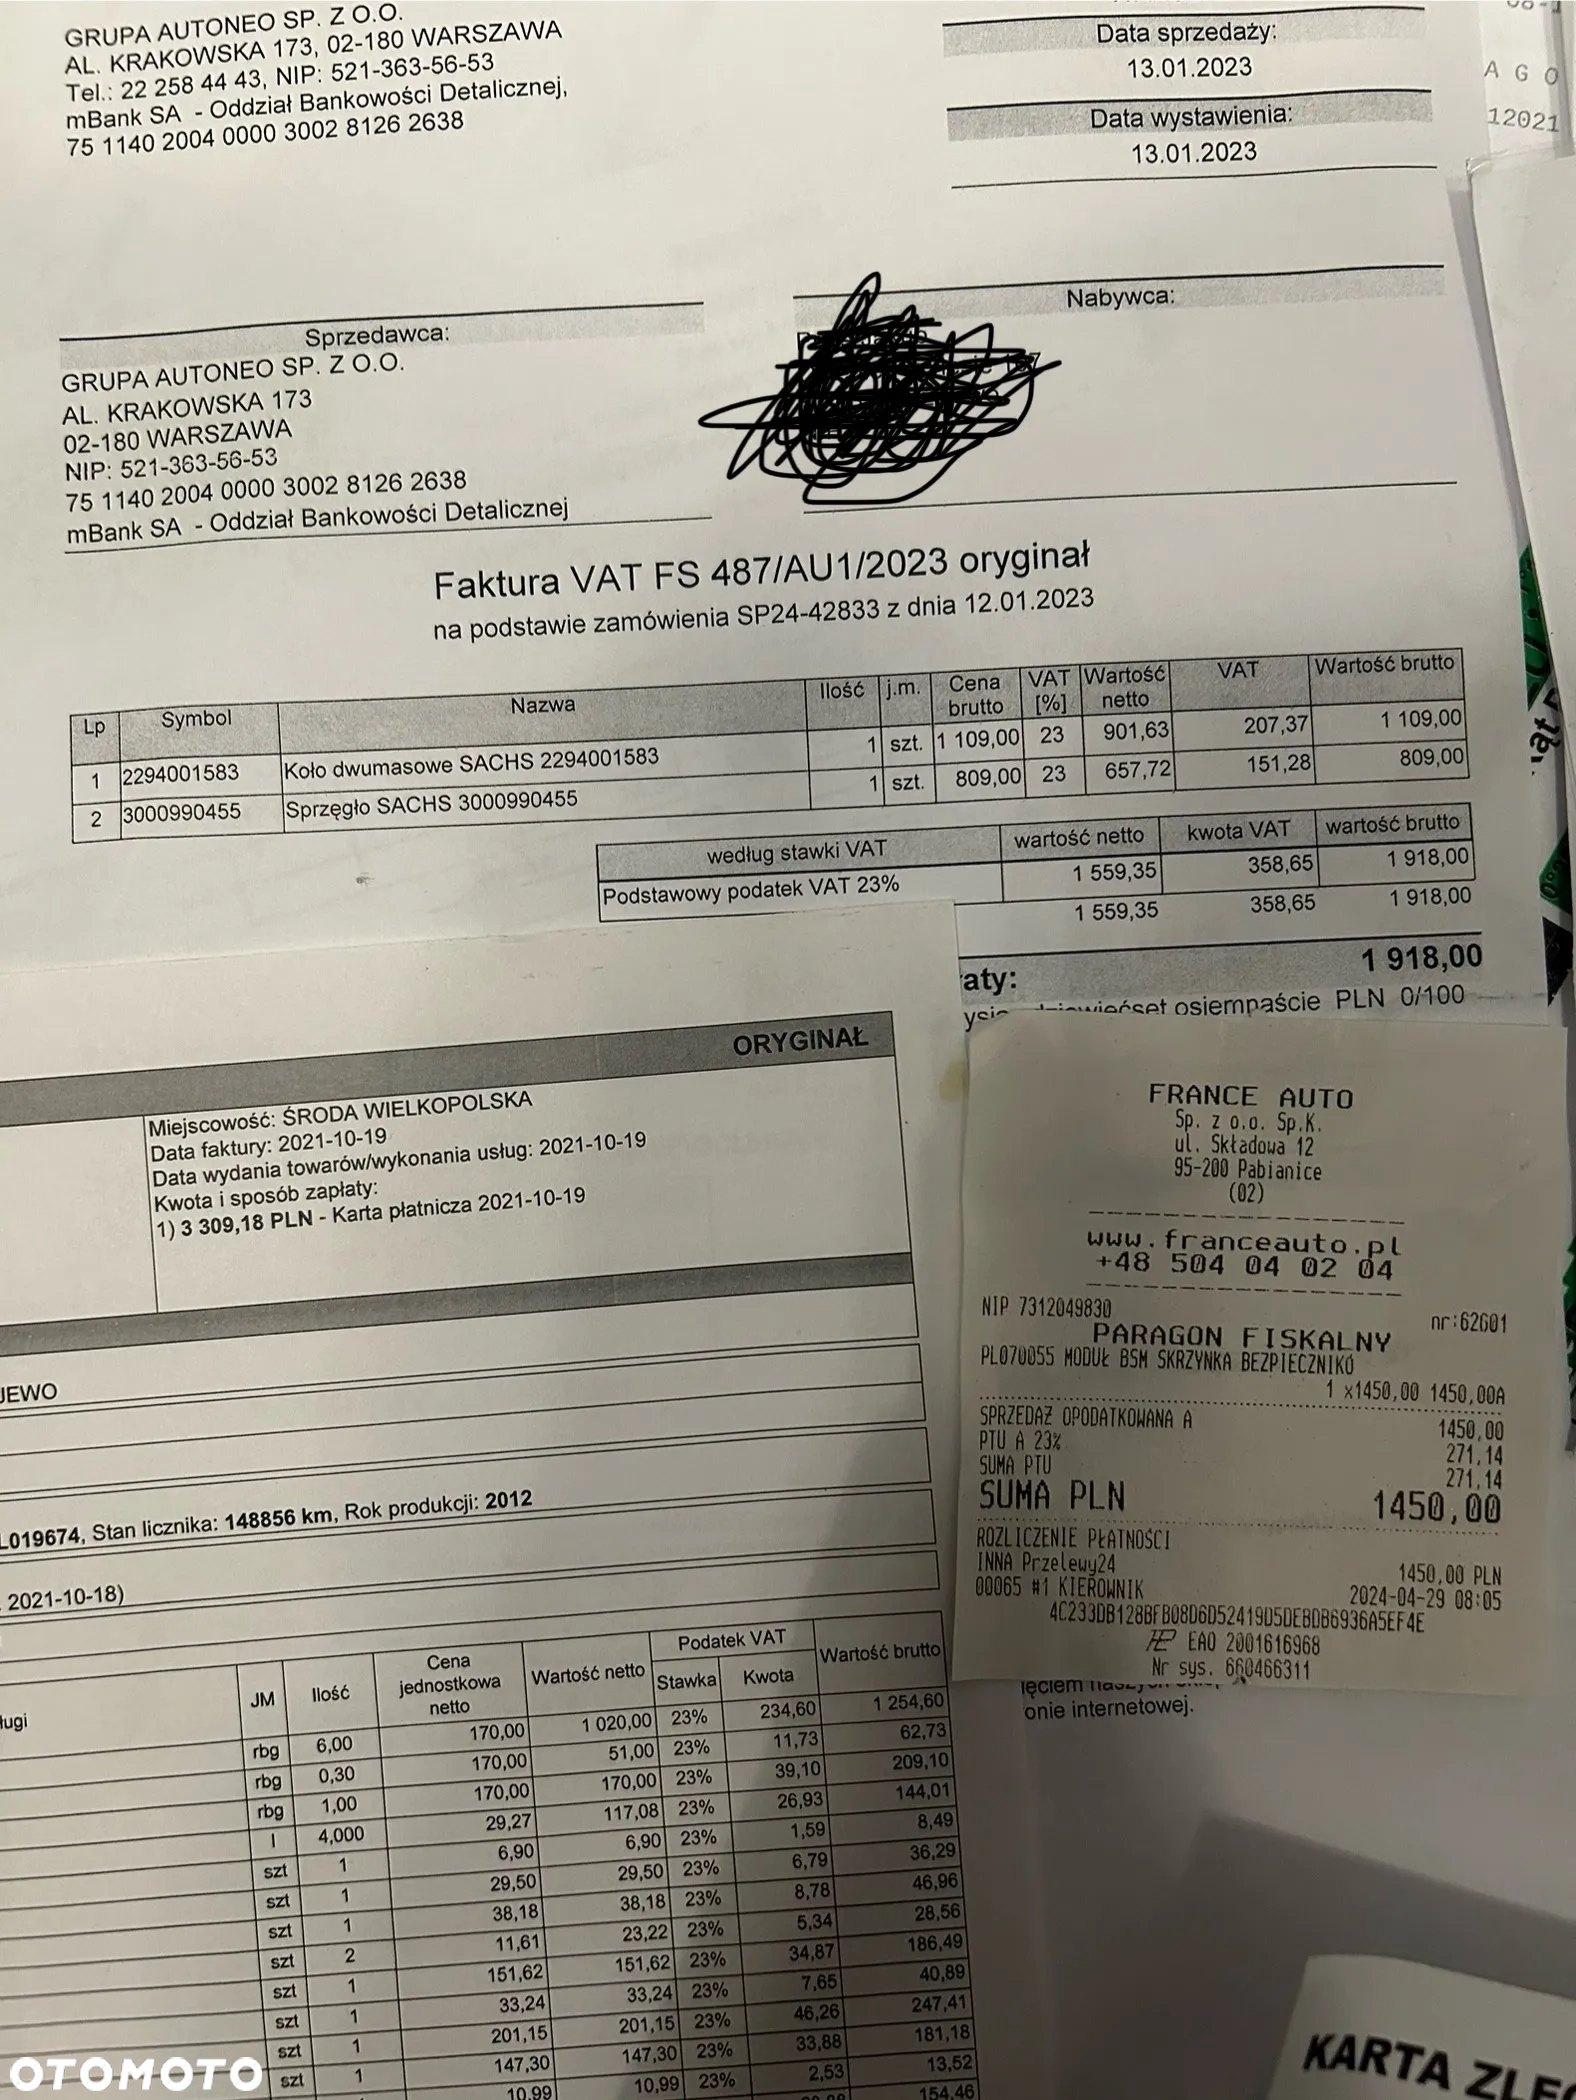 GRUPA AUTONEO SP. Z O.O.
AL. KRAKOWSKA 173, 02-180 WARSZAWA
Tel.: 22 258 44 43, NIP: 521-363-56-53
mBank SA - Oddział Bankowości Detalicznej,
75 1140 2004 0000 3002 8126 2638
Data sprzedaży:
13.01.2023
Data wystawienia:
13.01.2023
A G O
12021
Sprzedawca:
GRUPA AUTONEO SP. Z O.O.
AL. KRAKOWSKA 173
02-180 WARSZAWA
NIP: 521-363-56-53
75 1140 2004 0000 3002 8126 2638
mBank SA - Oddział Bankowości Detalicznej
Nabywca:
Faktura VAT FS 487/AU1/2023 oryginał
na podstawie zamówienia SP24-42833 z dnia 12.01.2023
Lp Symbol Nazwa Ilość j.m. Cena brutto VAT [%] Wartość netto VAT Wartość brutto
1 2294001583 Koło dwumasowe SACHS 2294001583 1 szt. 1 109,00 23 901,63 207,37 1 109,00
2 3000990455 Sprzęgło SACHS 3000990455 1 szt. 809,00 23 657,72 151,28 809,00
według stawki VAT wartość netto kwota VAT wartość brutto
Podstawowy podatek VAT 23% 1 559,35 358,65 1 918,00
1 559,35 358,65 1 918,00
aty: 1 918,00
osiemnaście PLN 0/100
ORYGINAŁ
Miejscowość: ŚRODA WIELKOPOLSKA
Data faktury: 2021-10-19
Data wydania towarów/wykonania usług: 2021-10-19
Kwota i sposób zapłaty:
1) 3 309,18 PLN - Karta płatnicza 2021-10-19
JEWO
L019674, Stan licznika: 148856 km, Rok produkcji: 2012
2021-10-18)
ługi JM Ilość Cena jednostkowa netto Wartość netto Podatek VAT Stawka Kwota Wartość brutto
rbg 6,00 170,00 1 020,00 23% 234,60 1 254,60
rbg 0,30 170,00 51,00 23% 11,73 62,73
rbg 1,00 170,00 170,00 23% 39,10 209,10
l 4,000 29,27 117,08 23% 26,93 144,01
szt 1 6,90 6,90 23% 1,59 8,49
szt 1 29,50 29,50 23% 6,79 36,29
szt 1 38,18 38,18 23% 8,78 46,96
szt 2 11,61 23,22 23% 5,34 28,56
szt 1 151,62 151,62 23% 34,87 186,49
szt 1 33,24 33,24 23% 7,65 40,89
szt 1 201,15 201,15 23% 46,26 247,41
szt 1 147,30 147,30 23% 33,88 181,18
10,99 10,99 23% 2,53 13,52
154,46
FRANCE AUTO
Sp. z o.o. Sp.K.
ul. Składowa 12
95-200 Pabianice
(02)
www.franceauto.pl
+48 504 04 02 04
NIP 7312049830 nr:62601
PARAGON FISKALNY
PL070055 MODUŁ BSM SKRZYNKA BEZPIECZNIKÓ
1 x1450,00 1450,00A
SPRZEDAŻ OPODATKOWANA A 1450,00
PTU A 23% 271,14
SUMA PTU 271,14
SUMA PLN 1450,00
ROZLICZENIE PŁATNOŚCI
INNA Przelewy24 1450,00 PLN
00065 #1 KIEROWNIK 2024-04-29 08:05
4C233DB128BFB08D6D52419D5DEBDB6936A5EF4E
EAO 2001616968
Nr sys. 660466311
onie internetowej.
KARTA ZLEC
OTOMOTO